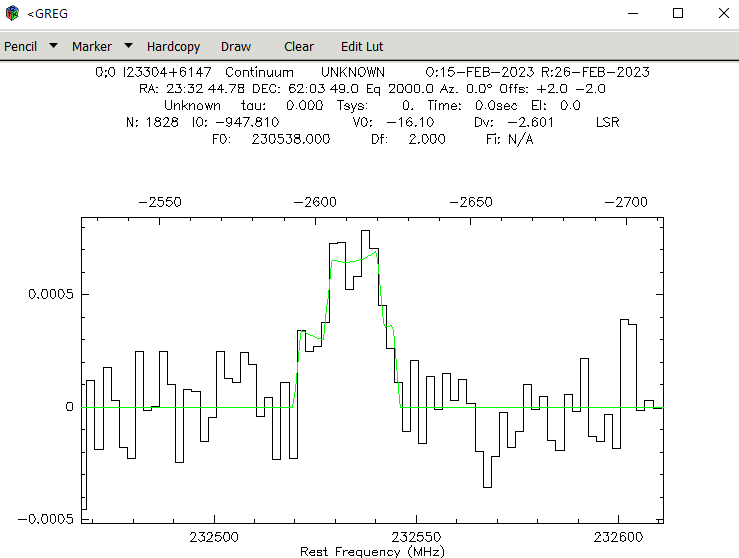 <GREG
Pencil Marker Hardcopy Draw Clear Edit Lut
0;0 I23304+6147 Continuum UNKNOWN O:15-FEB-2023 R:26-FEB-2023
RA: 23:32 44.78 DEC: 62:03 49.0 Eq 2000.0 Az. 0.0° Offs: +2.0 -2.0
Unknown tau: 0.000 Tsys: 0. Time: 0.0sec El: 0.0
N: 1828 I0: -947.810 V0: -16.10 Dv: -2.601 LSR
F0: 230538.000 Df: 2.000 Fi: N/A
-2550 -2600 -2650 -2700
0.0005
0
-0.0005
232500 232550 232600
Rest Frequency (MHz)